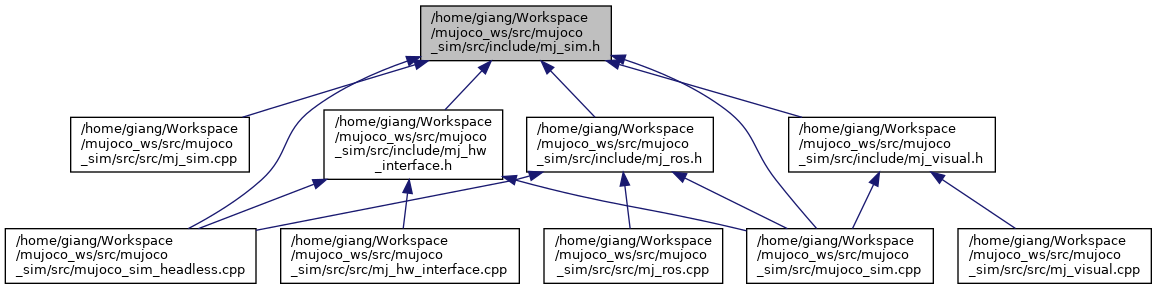 /home/giang/Workspace
/mujoco_ws/src/mujoco
_sim/src/include/mj_sim.h
/home/giang/Workspace
/mujoco_ws/src/mujoco
_sim/src/src/mj_sim.cpp
/home/giang/Workspace
/mujoco_ws/src/mujoco
_sim/src/include/mj_hw
_interface.h
/home/giang/Workspace
/mujoco_ws/src/mujoco
_sim/src/include/mj_ros.h
/home/giang/Workspace
/mujoco_ws/src/mujoco
_sim/src/include/mj_visual.h
/home/giang/Workspace
/mujoco_ws/src/mujoco
_sim/src/mujoco_sim_headless.cpp
/home/giang/Workspace
/mujoco_ws/src/mujoco
_sim/src/src/mj_hw_interface.cpp
/home/giang/Workspace
/mujoco_ws/src/mujoco
_sim/src/src/mj_ros.cpp
/home/giang/Workspace
/mujoco_ws/src/mujoco
_sim/src/mujoco_sim.cpp
/home/giang/Workspace
/mujoco_ws/src/mujoco
_sim/src/src/mj_visual.cpp